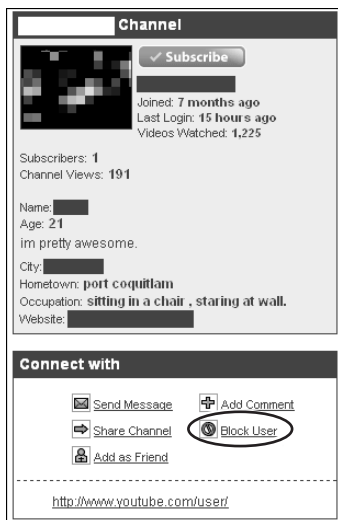 Channel
Subscribe
Joined: 7 months ago
Last Login: 15 hours ago
Videos Watched: 1,225
Subscribers: 1
Channel Views: 191
Name:
Age: 21
im pretty awesome.
City:
Hometown: port coquitlam
Occupation: sitting in a chair , staring at wall.
Website:
Connect with
Send Message
Add Comment
Share Channel
Block User
Add as Friend
http://www.youtube.com/user/